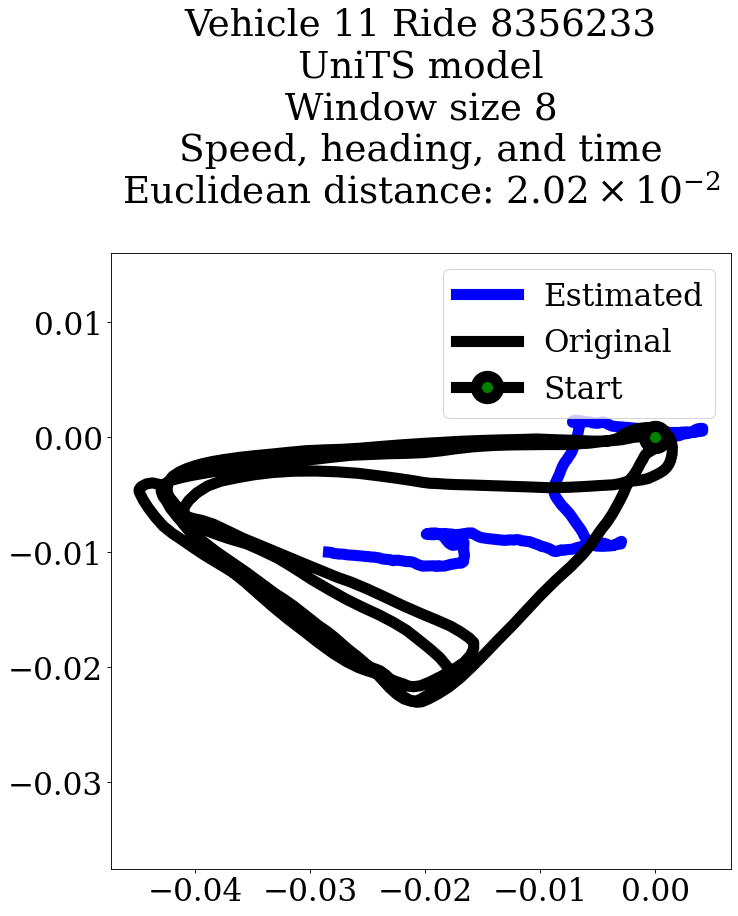 Vehicle 11 Ride 8356233
UniTS model
Window size 8
Speed, heading, and time
Euclidean distance: 2.02 × 10⁻²
Estimated
Original
Start
0.01
0.00
−0.01
−0.02
−0.03
−0.04 −0.03 −0.02 −0.01 0.00